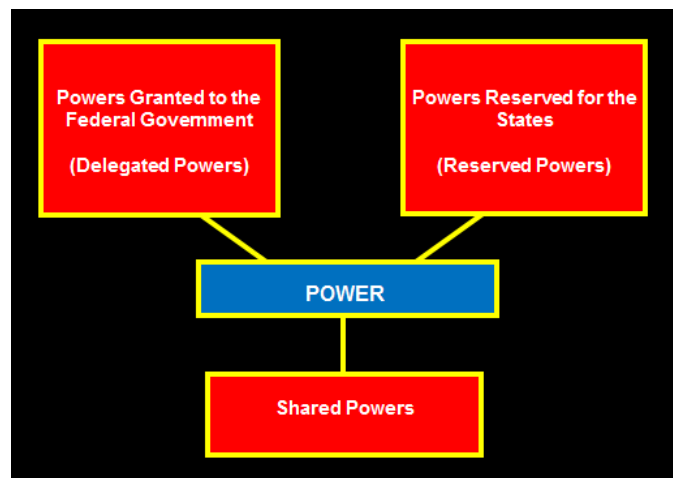 Powers Granted to the
Federal Government
(Delegated Powers)
Powers Reserved for the
States
(Reserved Powers)
POWER
Shared Powers